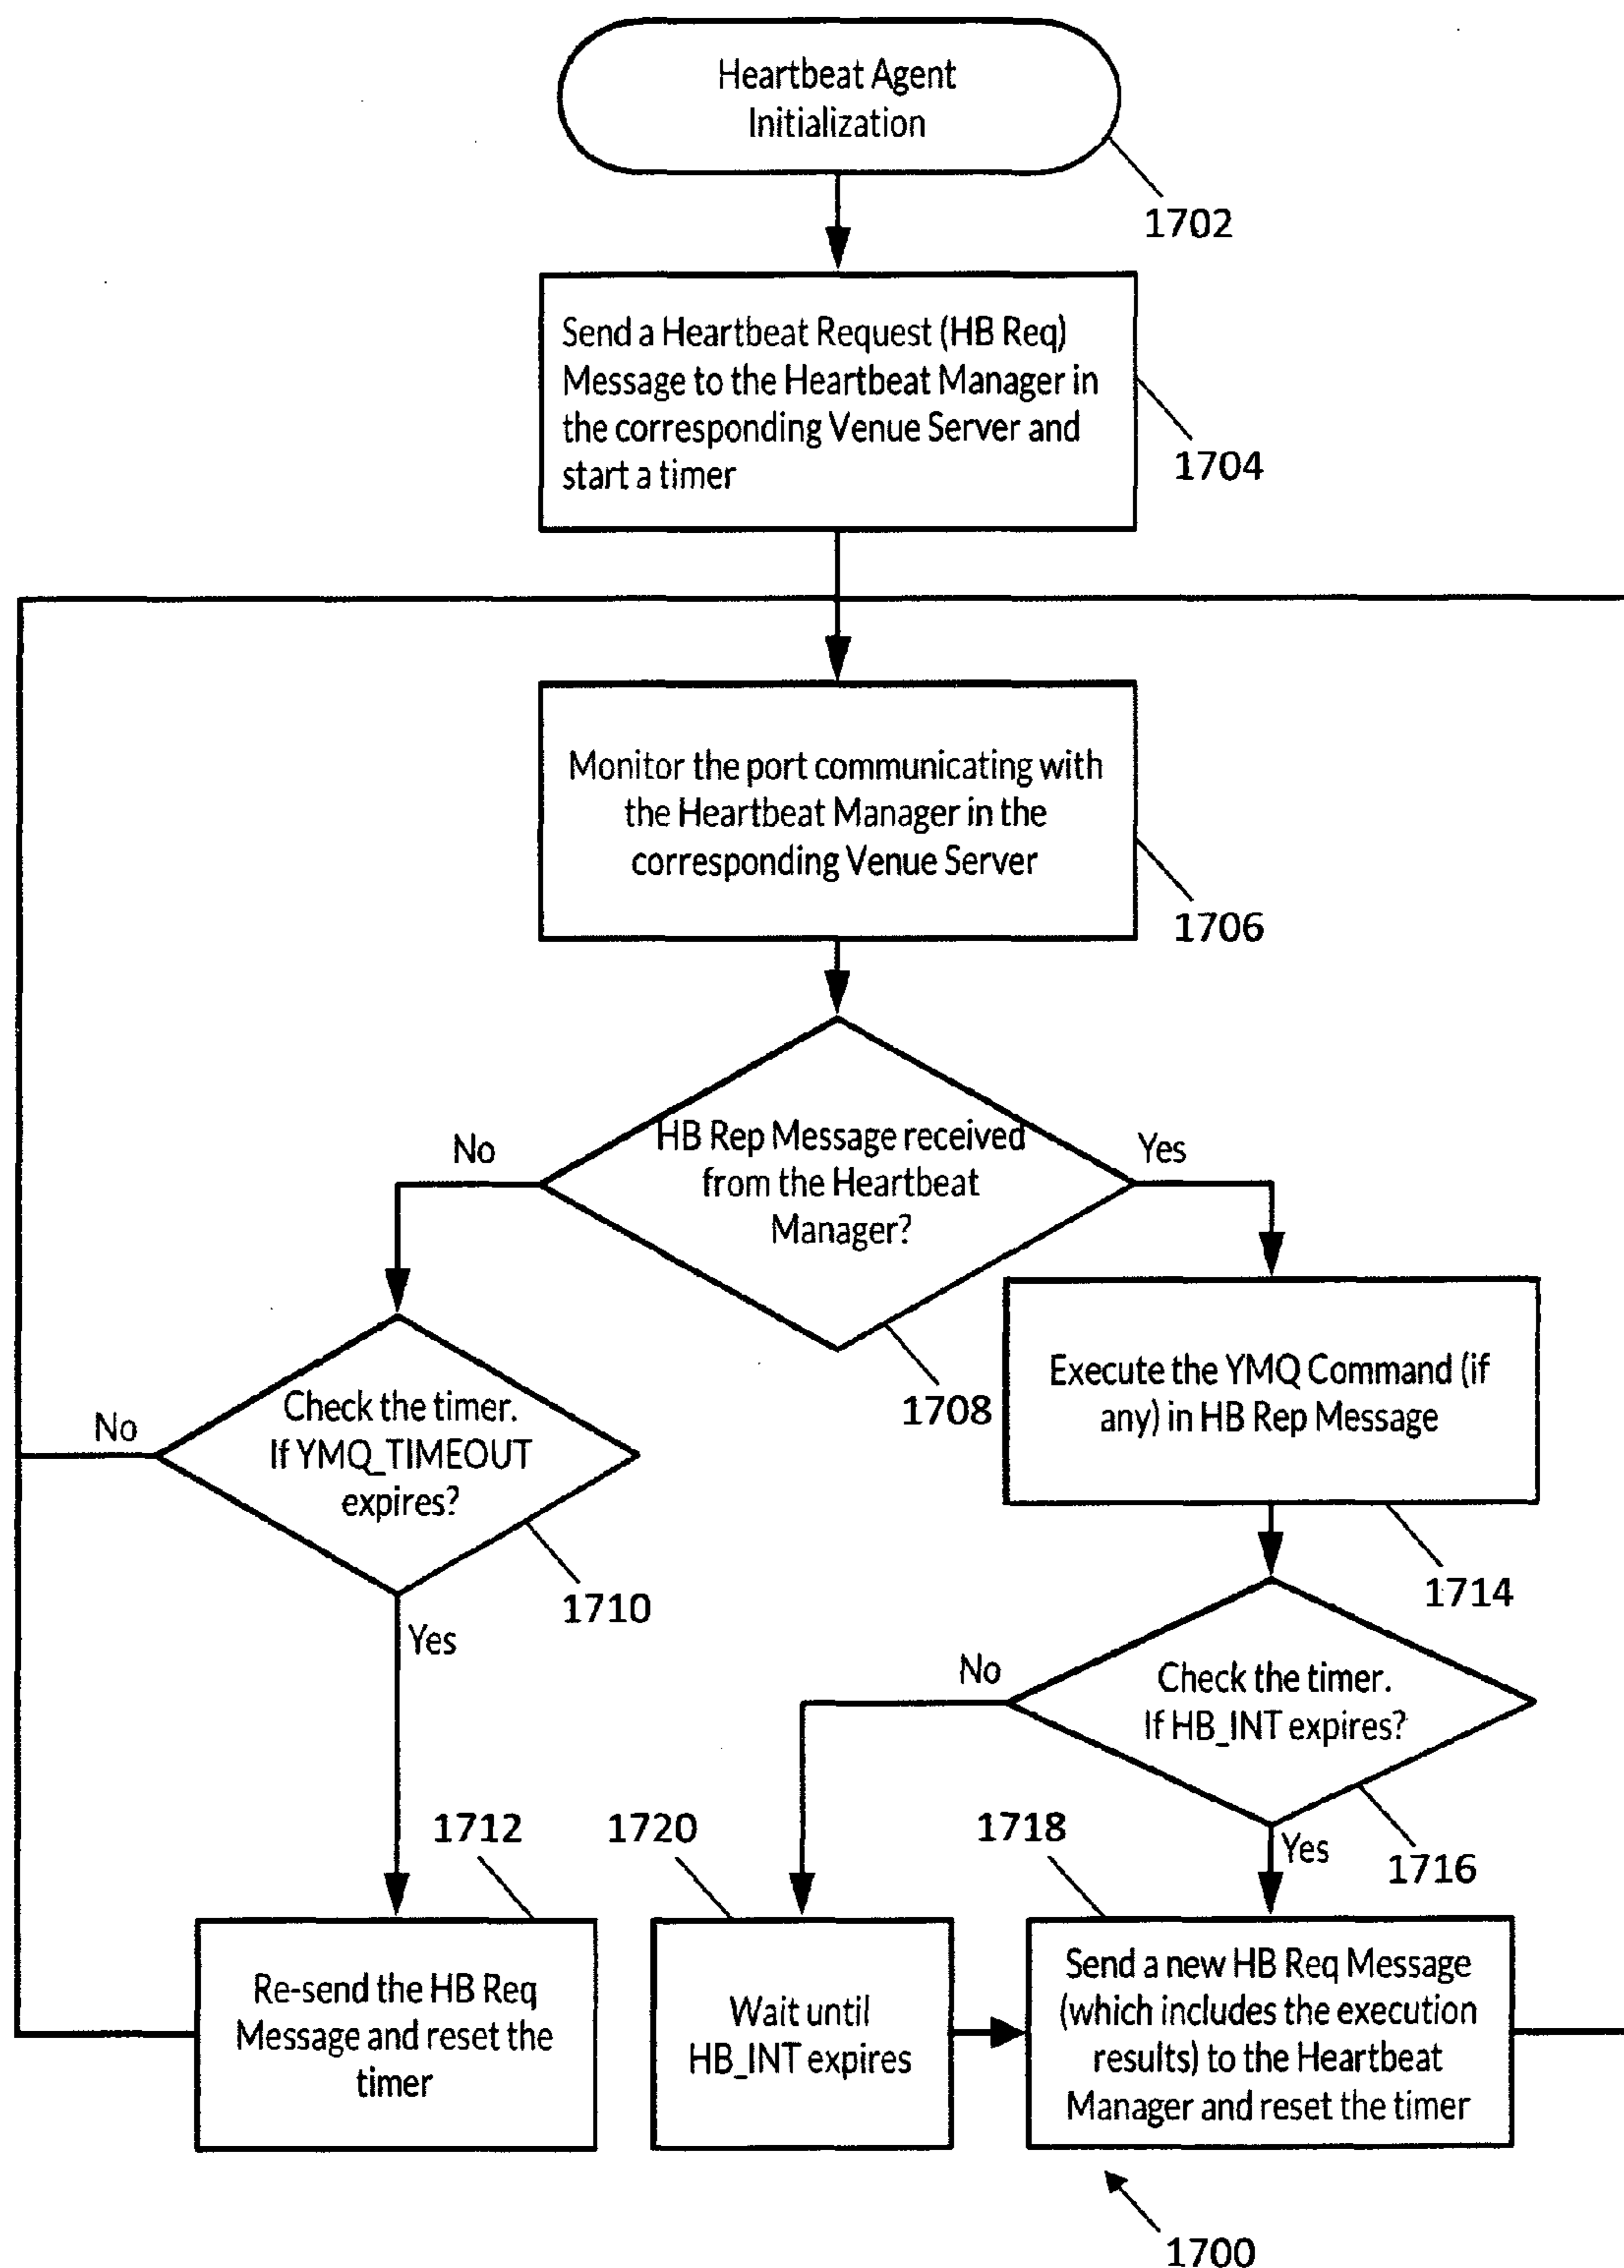 Heartbeat Agent
Initialization
1702
Send a Heartbeat Request (HB Req)
Message to the Heartbeat Manager in
the corresponding Venue Server and
start a timer
1704
Monitor the port communicating with
the Heartbeat Manager in the
corresponding Venue Server
1706
HB Rep Message received
from the Heartbeat
Manager?
No
Yes
1708
Check the timer.
If YMQ_TIMEOUT
expires?
No
1710
Yes
Execute the YMQ Command (if
any) in HB Rep Message
1714
Check the timer.
If HB_INT expires?
No
Yes
1716
1712
1720
1718
Re-send the HB Req
Message and reset the
timer
Wait until
HB_INT expires
Send a new HB Req Message
(which includes the execution
results) to the Heartbeat
Manager and reset the timer
1700